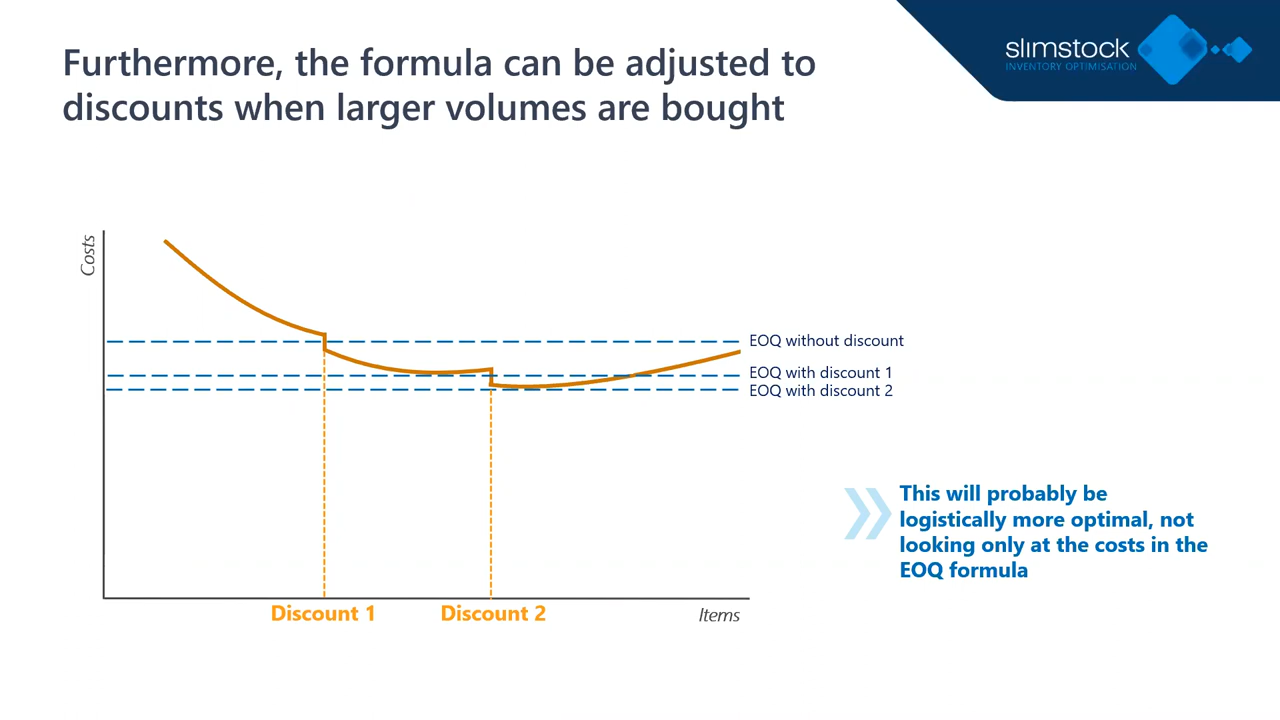 Furthermore, the formula can be adjusted to
discounts when larger volumes are bought
slimstock
INVENTORY OPTIMISATION
Costs
EOQ without discount
EOQ with discount 1
EOQ with discount 2
This will probably be
logistically more optimal, not
looking only at the costs in the
EOQ formula
Discount 1
Discount 2
Items